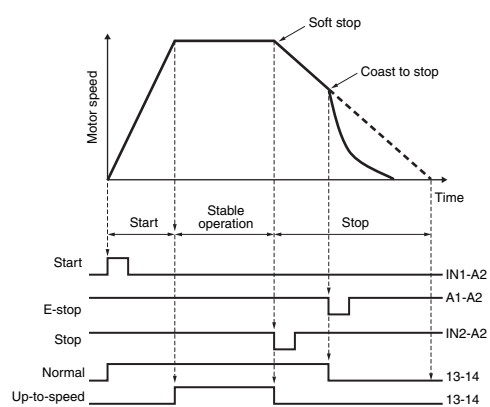 Soft stop
Coast to stop
Motor speed
Time
Start
Stable
operation
Stop
Start
IN1-A2
A1-A2
E-stop
IN2-A2
Stop
Normal
13-14
Up-to-speed
13-14